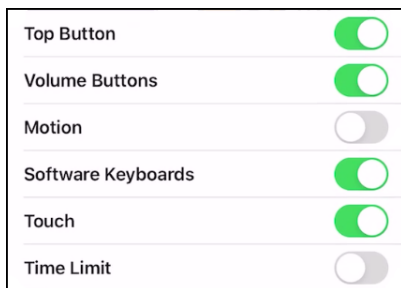 Top Button
Volume Buttons
Motion
Software Keyboards
Touch
Time Limit